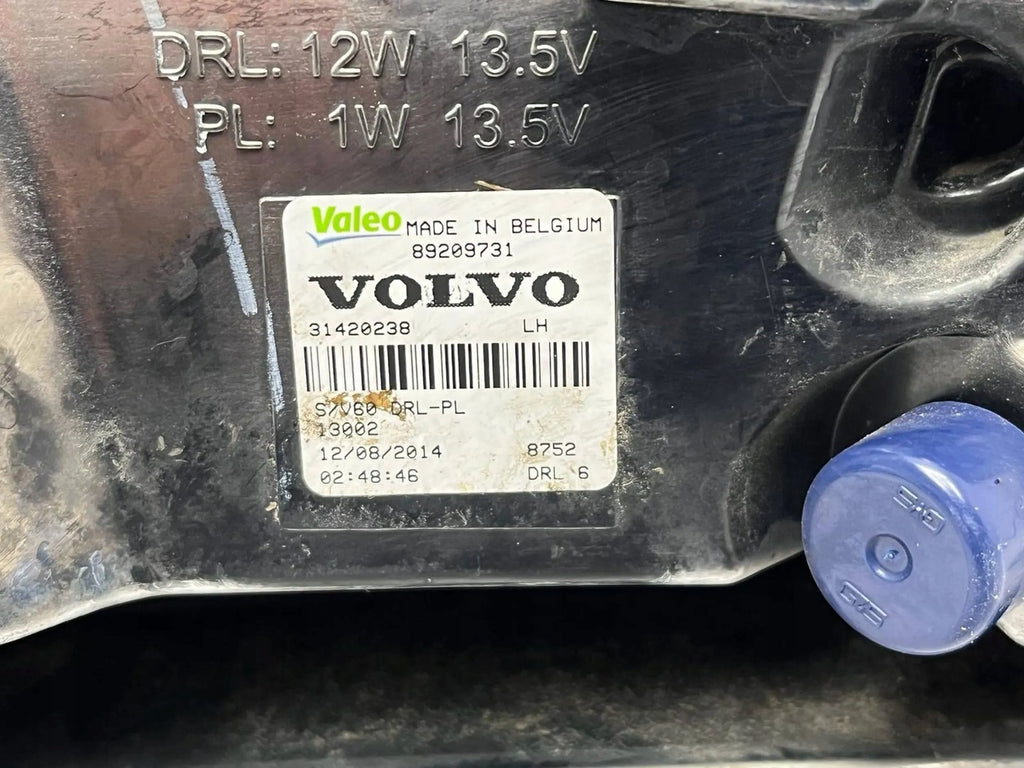 DRL: 12W 13.5V
PL: 1W 13.5V
Valeo MADE IN BELGIUM
89209731
VOLVO
31420238 LH
S/V60 DRL-PL
13002
12/08/2014 8752
02:48:46 DRL 6